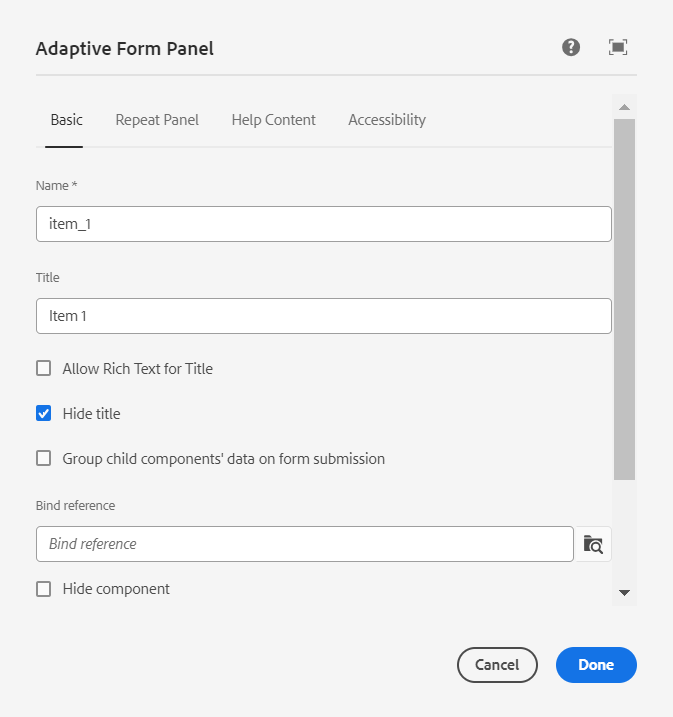 Adaptive Form Panel
Basic Repeat Panel Help Content Accessibility
Name *
item_1
Title
Item 1
Allow Rich Text for Title
Hide title
Group child components' data on form submission
Bind reference
Bind reference
Hide component
Cancel Done